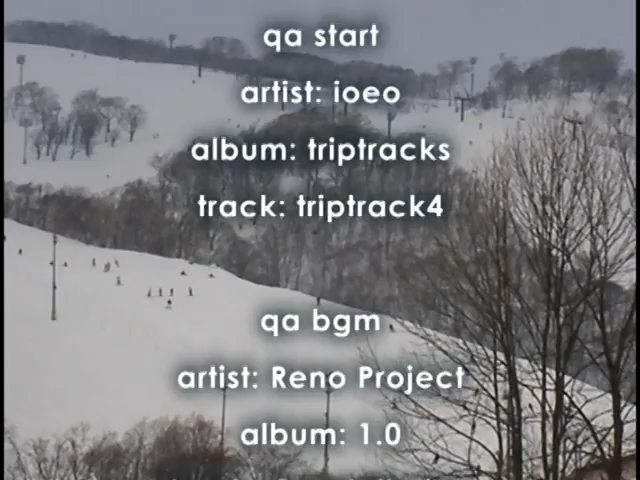 qa start
artist: ioeo
album: triptracks
track: triptrack4
qa bgm
artist: Reno Project
album: 1.0